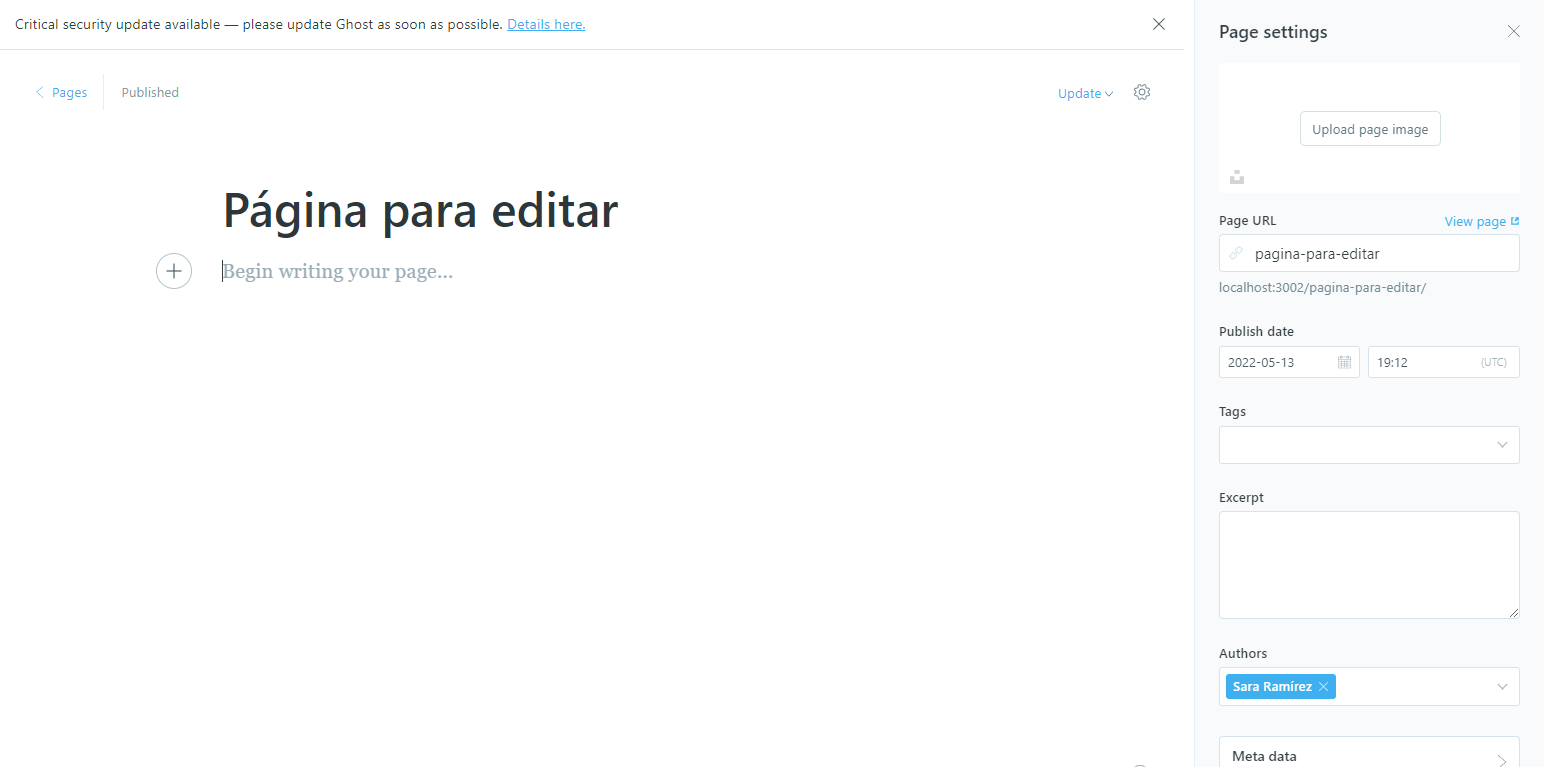 Critical security update available — please update Ghost as soon as possible. Details here.
Pages
Published
Update
Página para editar
Begin writing your page...
Page settings
Upload page image
Page URL
View page
pagina-para-editar
localhost:3002/pagina-para-editar/
Publish date
2022-05-13
19:12
(UTC)
Tags
Excerpt
Authors
Sara Ramírez
Meta data